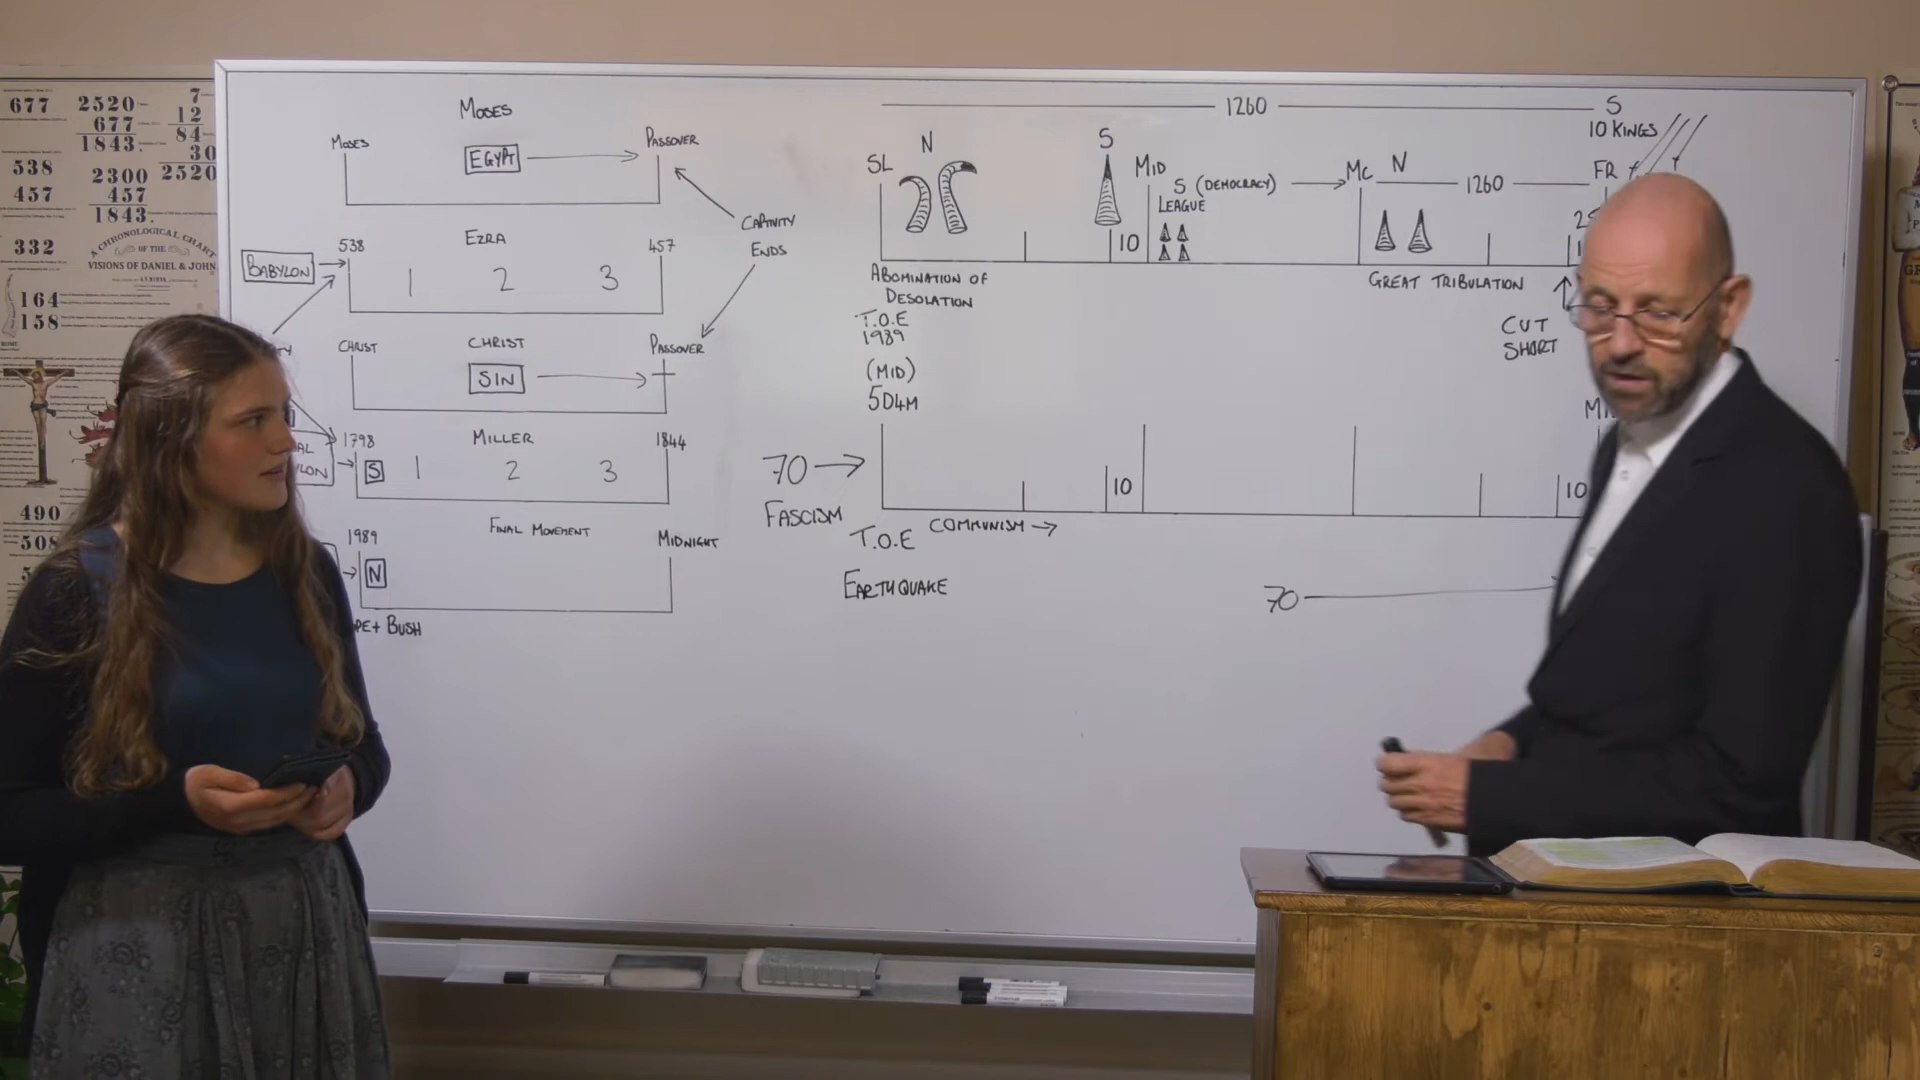 677
2520
677
1843.
7
12
84
30
2520
538
457
2300
457
1843.
332
A CHRONOLOGICAL CHART
OF THE
VISIONS OF DANIEL & JOHN
164
158
490
508
MOSES
MOSES
EGYPT
PASSOVER
CAPTIVITY
ENDS
BABYLON
538
EZRA
457
1 2 3
CHRIST
CHRIST
SIN
PASSOVER
1798
MILLER
1844
S
1 2 3
1989
FINAL MOVEMENT
MIDNIGHT
N
+ BUSH
1260
S
10 KINGS
SL
N
S
MID
S (DEMOCRACY)
LEAGUE
MC
N
1260
FR
10
ABOMINATION OF
DESOLATION
T.O.E
1989
(MID)
5D4M
GREAT TRIBULATION
CUT
SHORT
70
FASCISM
10
10
COMMUNISM
T.O.E
EARTHQUAKE
70